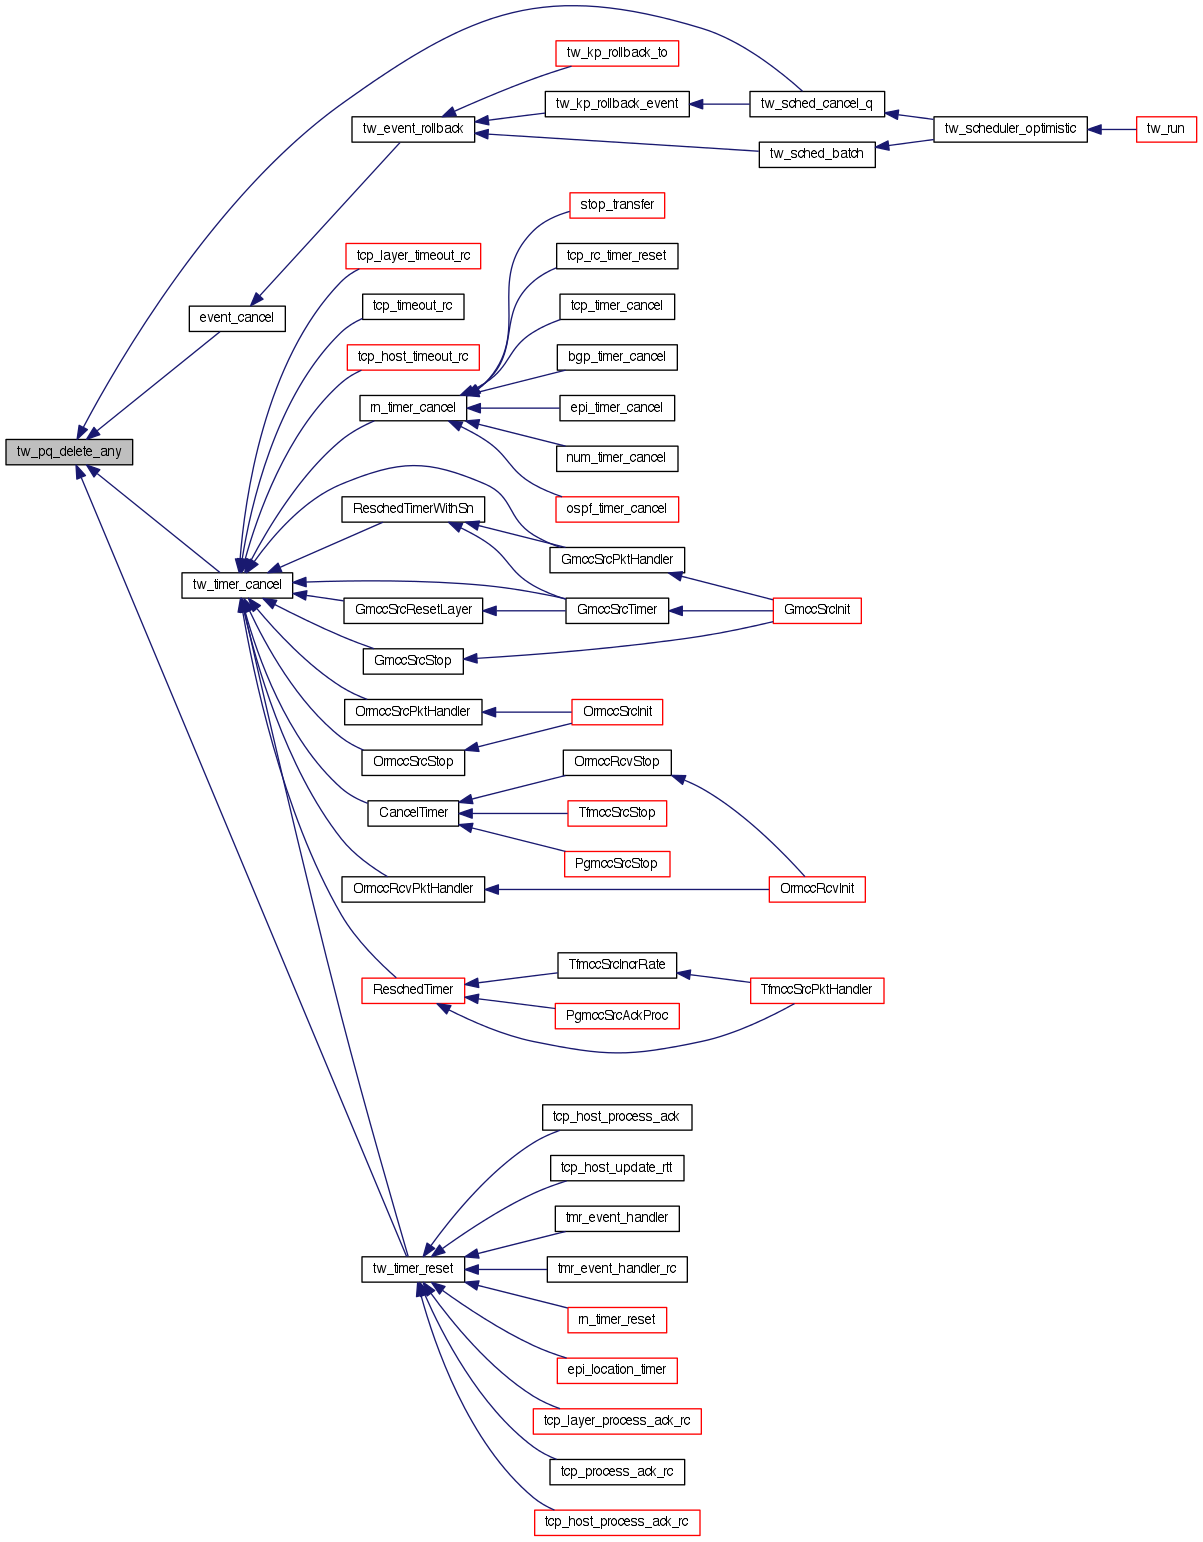 tw_kp_rollback_to
tw_kp_rollback_event
tw_sched_cancel_q
tw_event_rollback
tw_scheduler_optimistic
tw_run
tw_sched_batch
stop_transfer
tcp_layer_timeout_rc
tcp_rc_timer_reset
tcp_timeout_rc
tcp_timer_cancel
event_cancel
tcp_host_timeout_rc
bgp_timer_cancel
rn_timer_cancel
epi_timer_cancel
tw_pq_delete_any
num_timer_cancel
ReschedTimerWithSn
ospf_timer_cancel
GmccSrcPktHandler
tw_timer_cancel
GmccSrcResetLayer
GmccSrcTimer
GmccSrcInit
GmccSrcStop
OrmccSrcPktHandler
OrmccSrcInit
OrmccSrcStop
OrmccRcvStop
CancelTimer
TfmccSrcStop
PgmccSrcStop
OrmccRcvPktHandler
OrmccRcvInit
TfmccSrcIncrRate
ReschedTimer
TfmccSrcPktHandler
PgmccSrcAckProc
tcp_host_process_ack
tcp_host_update_rtt
tmr_event_handler
tw_timer_reset
tmr_event_handler_rc
rn_timer_reset
epi_location_timer
tcp_layer_process_ack_rc
tcp_process_ack_rc
tcp_host_process_ack_rc